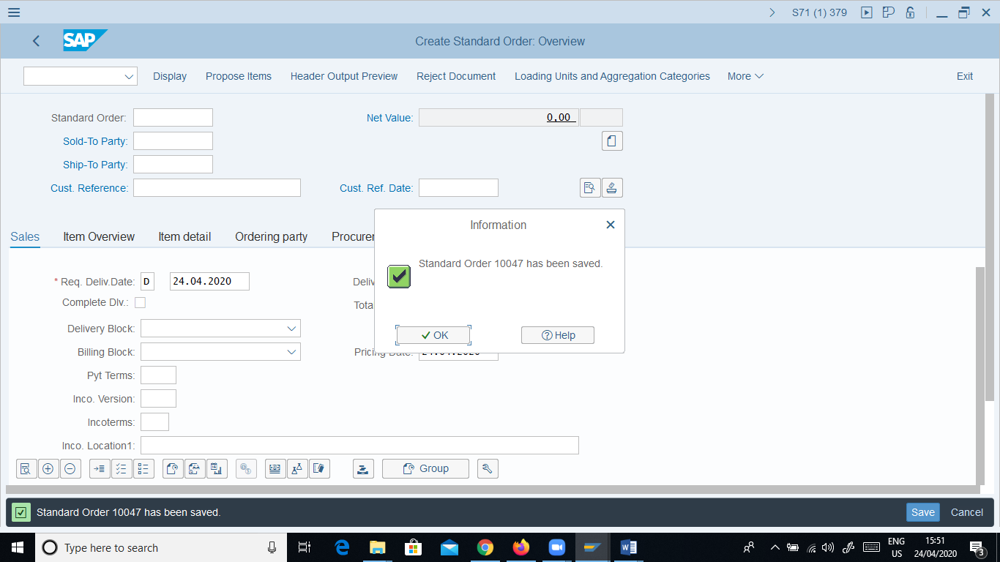 S71 (1) 379
SAP
Create Standard Order: Overview
Display Propose Items Header Output Preview Reject Document Loading Units and Aggregation Categories More Exit
Standard Order: Net Value: 0,00
Sold-To Party:
Ship-To Party:
Cust. Reference: Cust. Ref. Date:
Information
Sales Item Overview Item detail Ordering party Procurer
Standard Order 10047 has been saved.
* Req. Deliv.Date: D 24.04.2020 Deliv
Complete Dlv.: Tota
Delivery Block: OK Help
Billing Block: Pricing Date: 24.04.2020
Pyt Terms:
Inco. Version:
Incoterms:
Inco. Location1:
Group
Standard Order 10047 has been saved. Save Cancel
Type here to search
ENG
US
15:51
24/04/2020
3